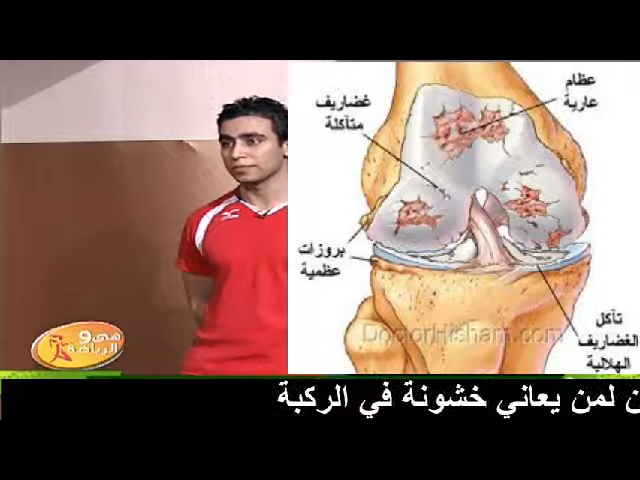 عظام
عارية
غضاريف
متآكلة
بروزات
عظمية
تآكل
الغضاريف
الهلالية
DoctorHisham.com
هي و
الرياضة
لمن يعاني خشونة في الركبة